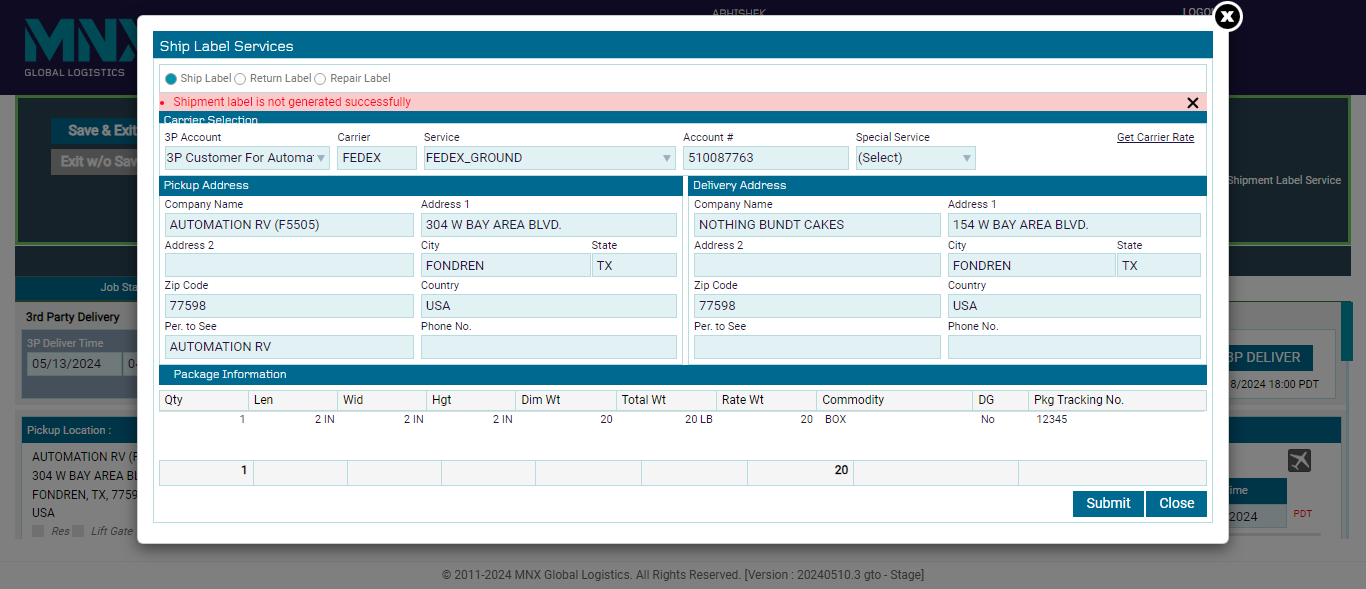 ABHISHEK
LOGO
MNX
GLOBAL LOGISTICS
Ship Label Services
Ship Label Return Label Repair Label
Shipment label is not generated successfully
Carrier Selection
3P Account Carrier Service Account # Special Service Get Carrier Rate
3P Customer For Automat FEDEX FEDEX_GROUND 510087763 (Select)
Pickup Address Delivery Address
Company Name Address 1 Company Name Address 1
AUTOMATION RV (F5505) 304 W BAY AREA BLVD. NOTHING BUNDT CAKES 154 W BAY AREA BLVD.
Address 2 City State Address 2 City State
FONDREN TX FONDREN TX
Zip Code Country Zip Code Country
77598 USA 77598 USA
Per. to See Phone No. Per. to See Phone No.
AUTOMATION RV
Package Information
Qty Len Wid Hgt Dim Wt Total Wt Rate Wt Commodity DG Pkg Tracking No.
1 2 IN 2 IN 2 IN 20 20 LB 20 BOX No 12345
1 20
Submit Close
Save & Exit
Exit w/o Sav
Shipment Label Service
Job Sta
3rd Party Delivery
3P Deliver Time
05/13/2024 0
3P DELIVER
8/2024 18:00 PDT
Pickup Location :
AUTOMATION RV (F
304 W BAY AREA BL
FONDREN, TX, 7759
USA
Res Lift Gate
ime
2024 PDT
© 2011-2024 MNX Global Logistics. All Rights Reserved. [Version : 20240510.3 gto - Stage]